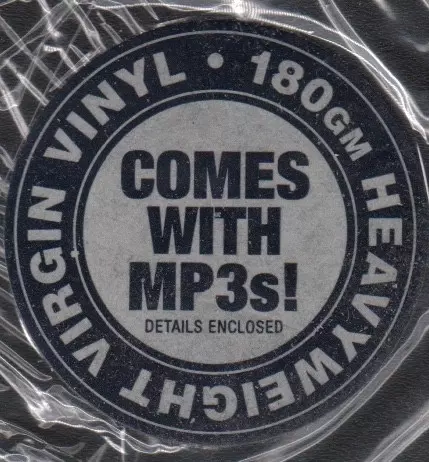 180GM HEAVYWEIGHT VIRGIN VINYL •
COMES
WITH
MP3s!
DETAILS ENCLOSED